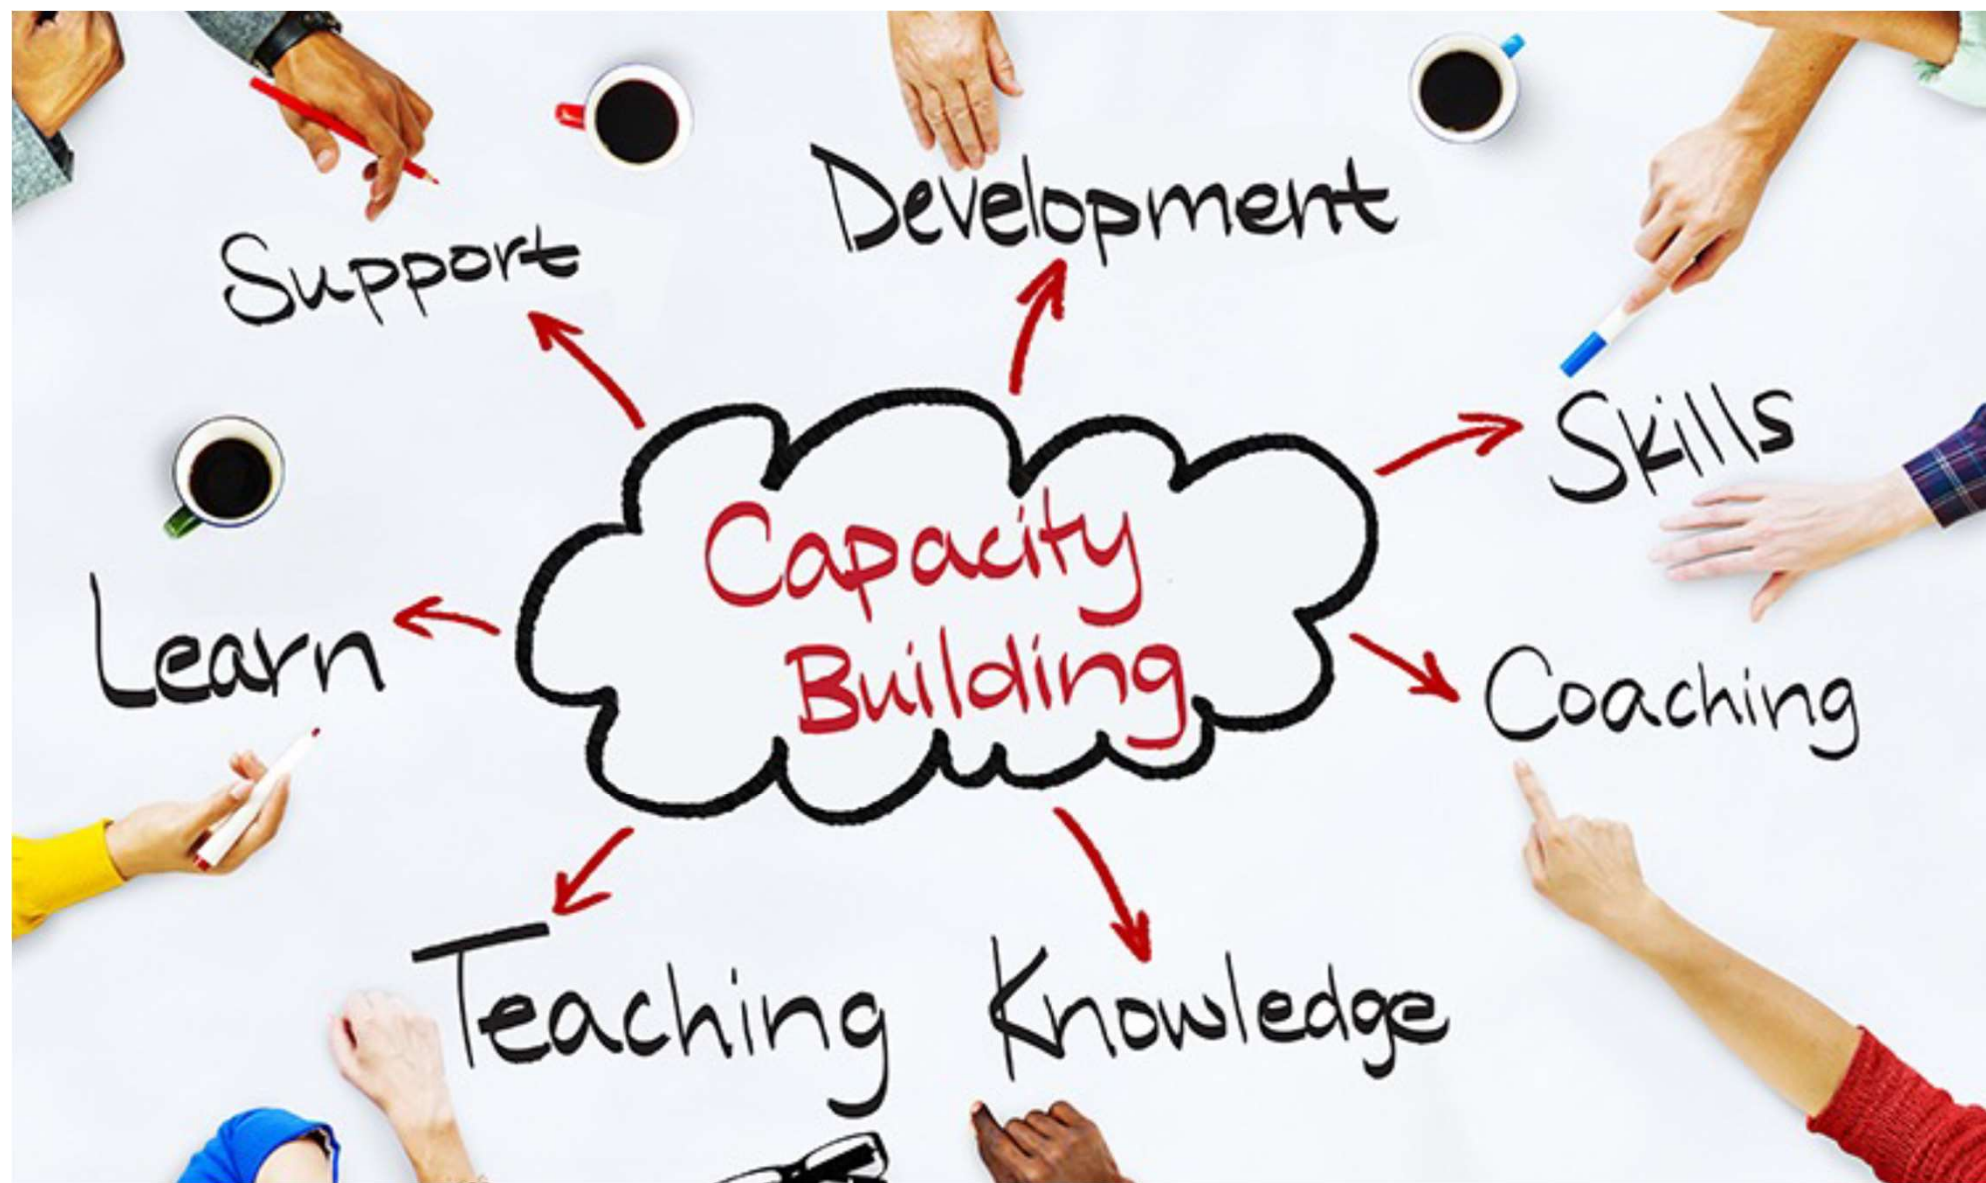 Support
Development
Skills
Learn
Capacity
Building
Coaching
Teaching
Knowledge